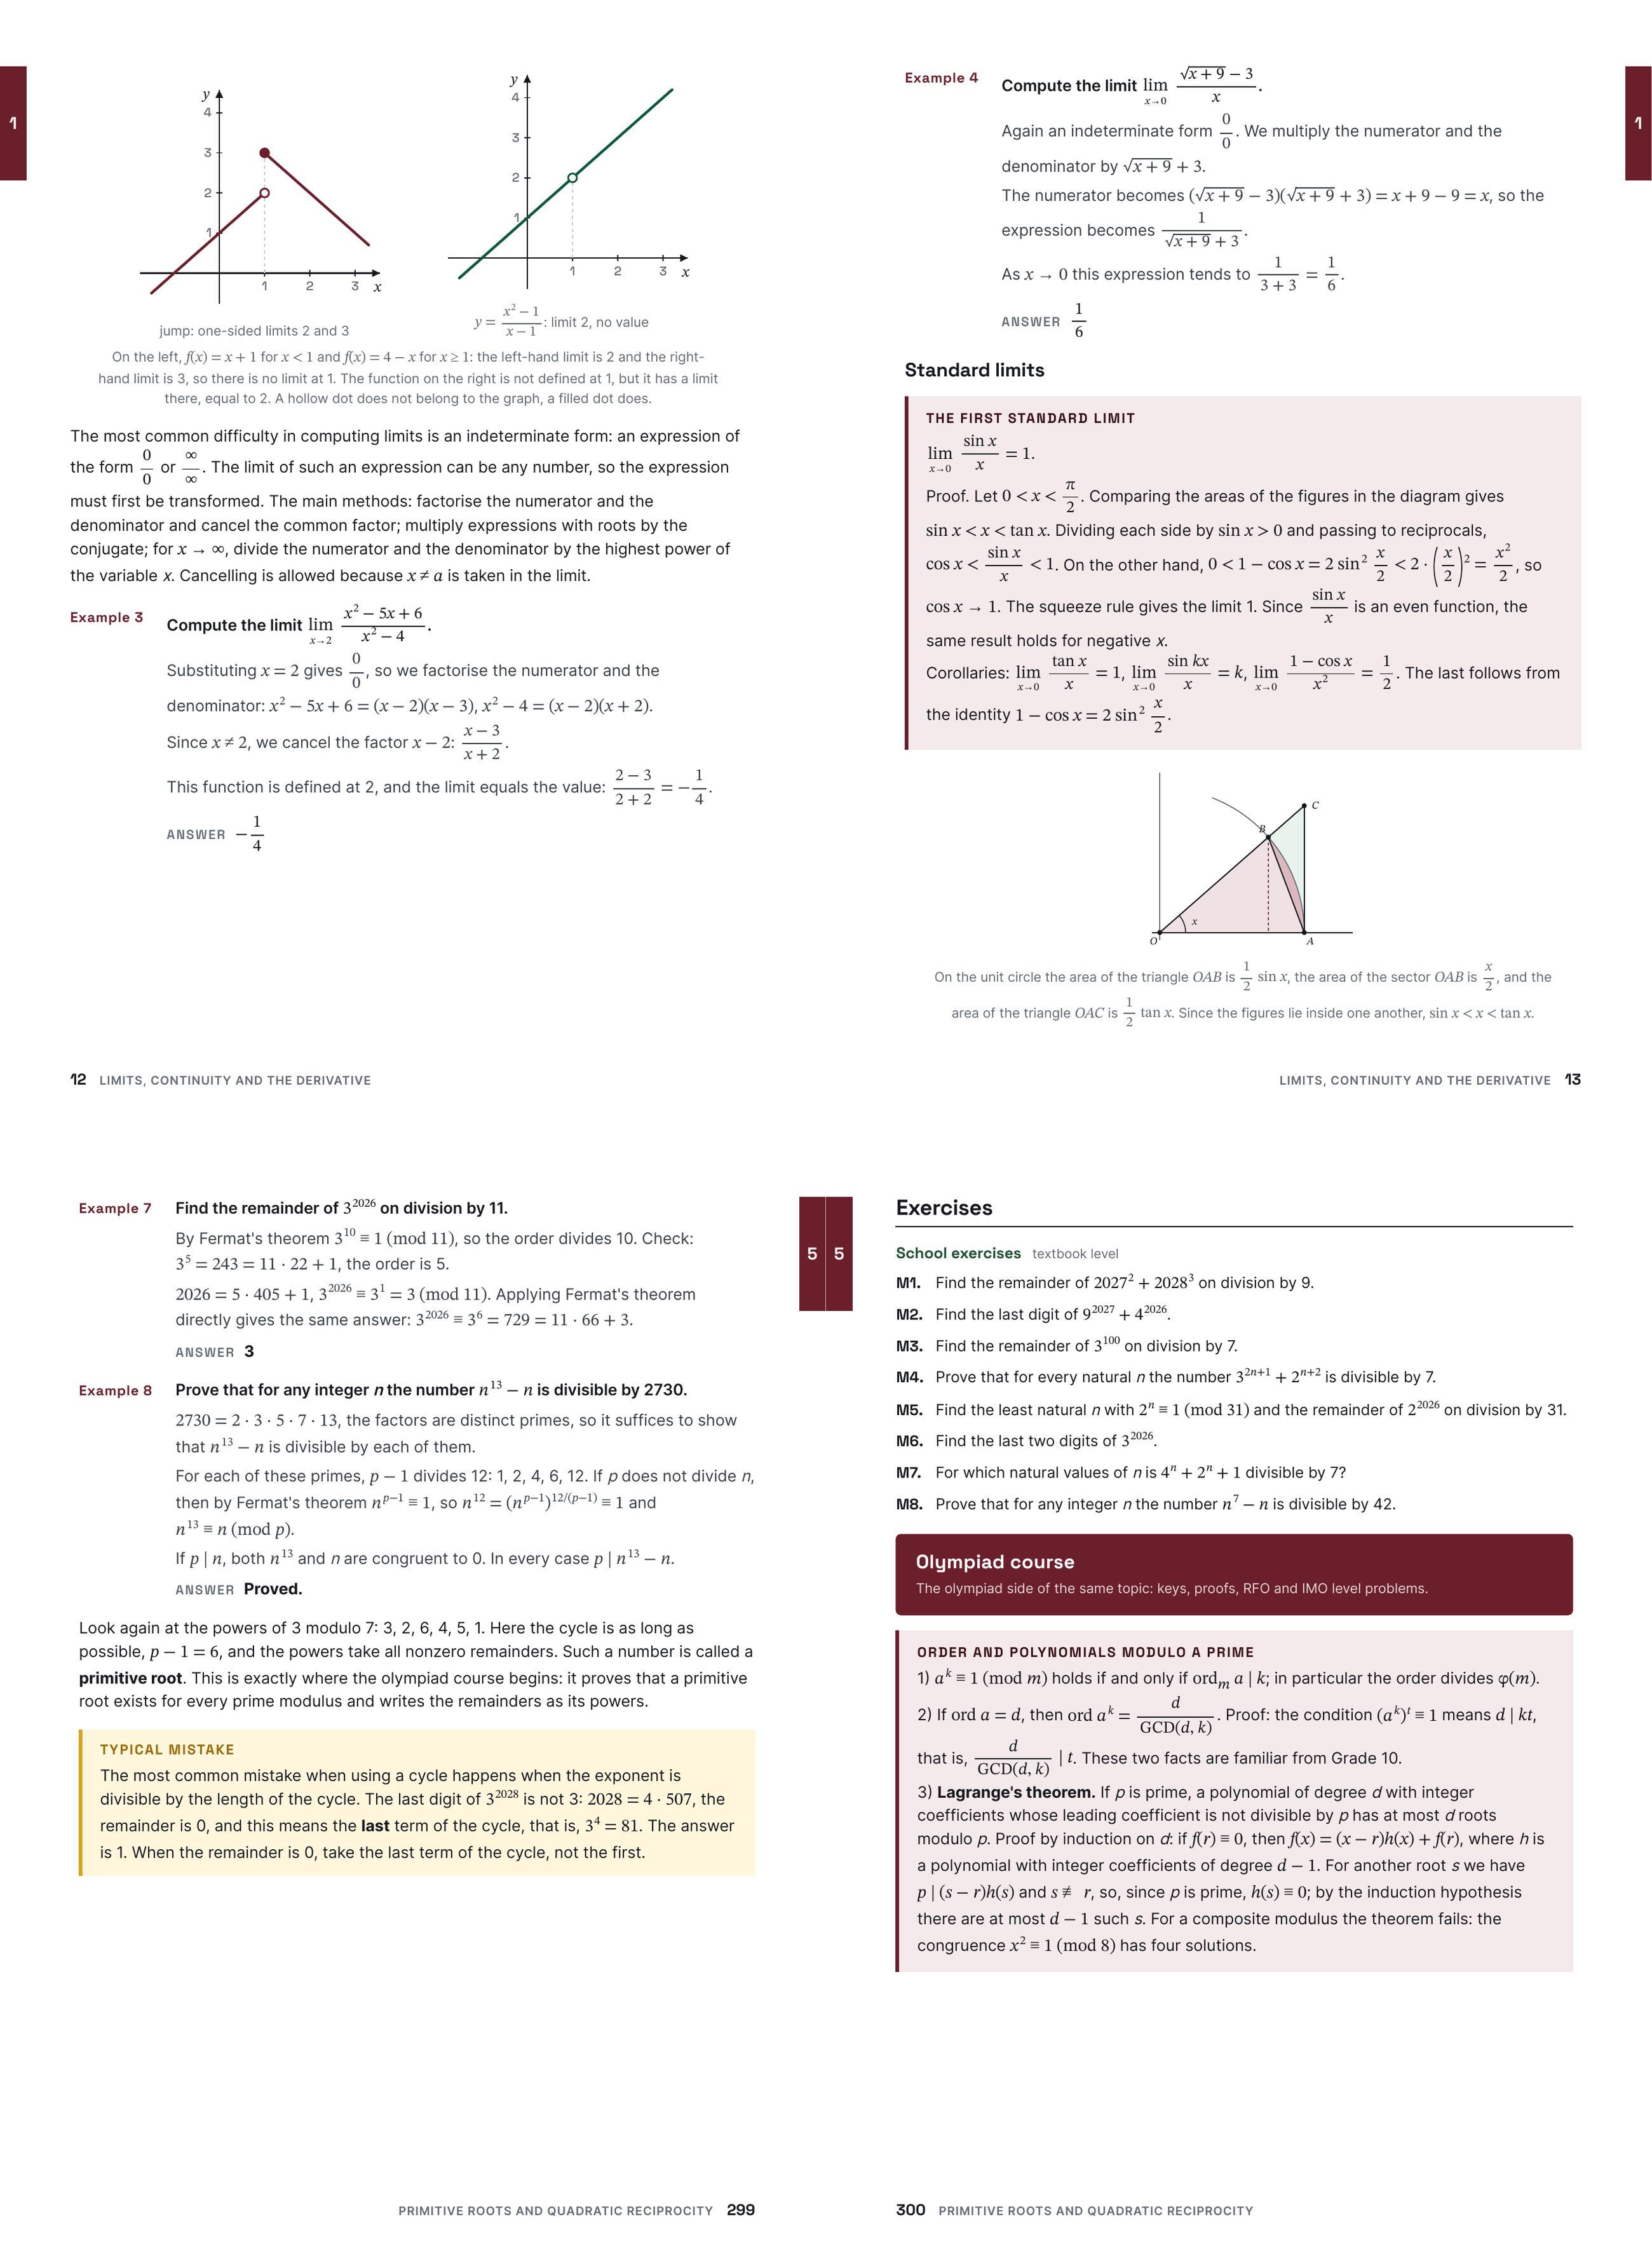 1
y
4
3
2
1
1 2 3 x
jump: one-sided limits 2 and 3
y
4
3
2
1
1 2 3 x
y = (x² − 1)/(x − 1): limit 2, no value
On the left, f(x) = x + 1 for x < 1 and f(x) = 4 − x for x ≥ 1: the left-hand limit is 2 and the right-
hand limit is 3, so there is no limit at 1. The function on the right is not defined at 1, but it has a limit
there, equal to 2. A hollow dot does not belong to the graph, a filled dot does.
The most common difficulty in computing limits is an indeterminate form: an expression of
the form 0/0 or ∞/∞. The limit of such an expression can be any number, so the expression
must first be transformed. The main methods: factorise the numerator and the
denominator and cancel the common factor; multiply expressions with roots by the
conjugate; for x → ∞, divide the numerator and the denominator by the highest power of
the variable x. Cancelling is allowed because x ≠ a is taken in the limit.
Example 3 Compute the limit lim x→2 (x² − 5x + 6)/(x² − 4).
Substituting x = 2 gives 0/0, so we factorise the numerator and the
denominator: x² − 5x + 6 = (x − 2)(x − 3), x² − 4 = (x − 2)(x + 2).
Since x ≠ 2, we cancel the factor x − 2: (x − 3)/(x + 2).
This function is defined at 2, and the limit equals the value: (2 − 3)/(2 + 2) = −1/4.
ANSWER −1/4
12 LIMITS, CONTINUITY AND THE DERIVATIVE
1
Example 4 Compute the limit lim x→0 (√(x + 9) − 3)/x.
Again an indeterminate form 0/0. We multiply the numerator and the
denominator by √(x + 9) + 3.
The numerator becomes (√(x + 9) − 3)(√(x + 9) + 3) = x + 9 − 9 = x, so the
expression becomes 1/(√(x + 9) + 3).
As x → 0 this expression tends to 1/(3 + 3) = 1/6.
ANSWER 1/6
Standard limits
THE FIRST STANDARD LIMIT
lim x→0 sin x/x = 1.
Proof. Let 0 < x < π/2. Comparing the areas of the figures in the diagram gives
sin x < x < tan x. Dividing each side by sin x > 0 and passing to reciprocals,
cos x < sin x/x < 1. On the other hand, 0 < 1 − cos x = 2 sin² x/2 < 2 · (x/2)² = x²/2, so
cos x → 1. The squeeze rule gives the limit 1. Since sin x/x is an even function, the
same result holds for negative x.
Corollaries: lim x→0 tan x/x = 1, lim x→0 sin kx/x = k, lim x→0 (1 − cos x)/x² = 1/2. The last follows from
the identity 1 − cos x = 2 sin² x/2.
C
B
x
O
A
On the unit circle the area of the triangle OAB is 1/2 sin x, the area of the sector OAB is x/2, and the
area of the triangle OAC is 1/2 tan x. Since the figures lie inside one another, sin x < x < tan x.
LIMITS, CONTINUITY AND THE DERIVATIVE 13
Example 7 Find the remainder of 3²⁰²⁶ on division by 11.
By Fermat's theorem 3¹⁰ ≡ 1 (mod 11), so the order divides 10. Check:
3⁵ = 243 = 11 · 22 + 1, the order is 5.
2026 = 5 · 405 + 1, 3²⁰²⁶ ≡ 3¹ = 3 (mod 11). Applying Fermat's theorem
directly gives the same answer: 3²⁰²⁶ ≡ 3⁶ = 729 = 11 · 66 + 3.
ANSWER 3
Example 8 Prove that for any integer n the number n¹³ − n is divisible by 2730.
2730 = 2 · 3 · 5 · 7 · 13, the factors are distinct primes, so it suffices to show
that n¹³ − n is divisible by each of them.
For each of these primes, p − 1 divides 12: 1, 2, 4, 6, 12. If p does not divide n,
then by Fermat's theorem nᵖ⁻¹ ≡ 1, so n¹² = (nᵖ⁻¹)^(12/(p−1)) ≡ 1 and
n¹³ ≡ n (mod p).
If p | n, both n¹³ and n are congruent to 0. In every case p | n¹³ − n.
ANSWER Proved.
Look again at the powers of 3 modulo 7: 3, 2, 6, 4, 5, 1. Here the cycle is as long as
possible, p − 1 = 6, and the powers take all nonzero remainders. Such a number is called a
primitive root. This is exactly where the olympiad course begins: it proves that a primitive
root exists for every prime modulus and writes the remainders as its powers.
TYPICAL MISTAKE
The most common mistake when using a cycle happens when the exponent is
divisible by the length of the cycle. The last digit of 3²⁰²⁸ is not 3: 2028 = 4 · 507, the
remainder is 0, and this means the last term of the cycle, that is, 3⁴ = 81. The answer
is 1. When the remainder is 0, take the last term of the cycle, not the first.
PRIMITIVE ROOTS AND QUADRATIC RECIPROCITY 299
5 5
Exercises
School exercises textbook level
M1. Find the remainder of 2027² + 2028³ on division by 9.
M2. Find the last digit of 9²⁰²⁷ + 4²⁰²⁶.
M3. Find the remainder of 3¹⁰⁰ on division by 7.
M4. Prove that for every natural n the number 3²ⁿ⁺¹ + 2ⁿ⁺² is divisible by 7.
M5. Find the least natural n with 2ⁿ ≡ 1 (mod 31) and the remainder of 2²⁰²⁶ on division by 31.
M6. Find the last two digits of 3²⁰²⁶.
M7. For which natural values of n is 4ⁿ + 2ⁿ + 1 divisible by 7?
M8. Prove that for any integer n the number n⁷ − n is divisible by 42.
Olympiad course
The olympiad side of the same topic: keys, proofs, RFO and IMO level problems.
ORDER AND POLYNOMIALS MODULO A PRIME
1) aᵏ ≡ 1 (mod m) holds if and only if ordₘ a | k; in particular the order divides φ(m).
2) If ord a = d, then ord aᵏ = d/GCD(d, k). Proof: the condition (aᵏ)ᵗ ≡ 1 means d | kt,
that is, d/GCD(d, k) | t. These two facts are familiar from Grade 10.
3) Lagrange's theorem. If p is prime, a polynomial of degree d with integer
coefficients whose leading coefficient is not divisible by p has at most d roots
modulo p. Proof by induction on d: if f(r) ≡ 0, then f(x) = (x − r)h(x) + f(r), where h is
a polynomial with integer coefficients of degree d − 1. For another root s we have
p | (s − r)h(s) and s ≢ r, so, since p is prime, h(s) ≡ 0; by the induction hypothesis
there are at most d − 1 such s. For a composite modulus the theorem fails: the
congruence x² ≡ 1 (mod 8) has four solutions.
300 PRIMITIVE ROOTS AND QUADRATIC RECIPROCITY